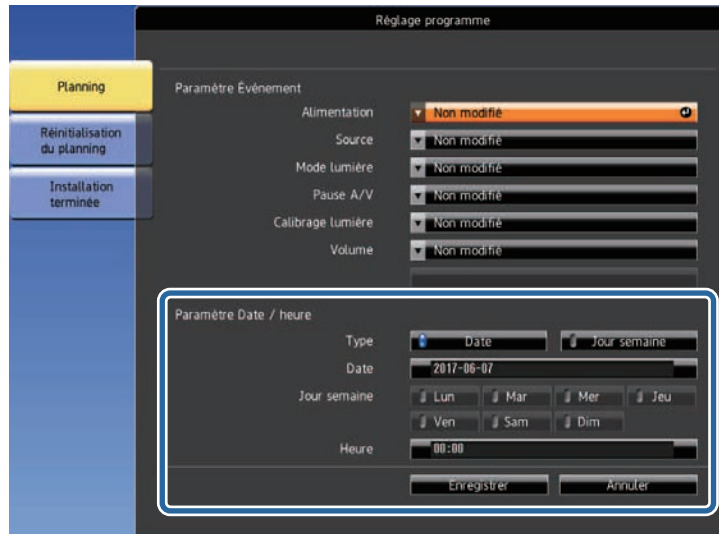 Réglage programme
Planning
Réinitialisation
du planning
Installation
terminée
Paramètre Événement
Alimentation Non modifié
Source Non modifié
Mode lumière Non modifié
Pause A/V Non modifié
Calibrage lumière Non modifié
Volume Non modifié
Paramètre Date / heure
Type Date Jour semaine
Date 2017-06-07
Jour semaine Lun Mar Mer Jeu
Ven Sam Dim
Heure 00:00
Enregistrer Annuler